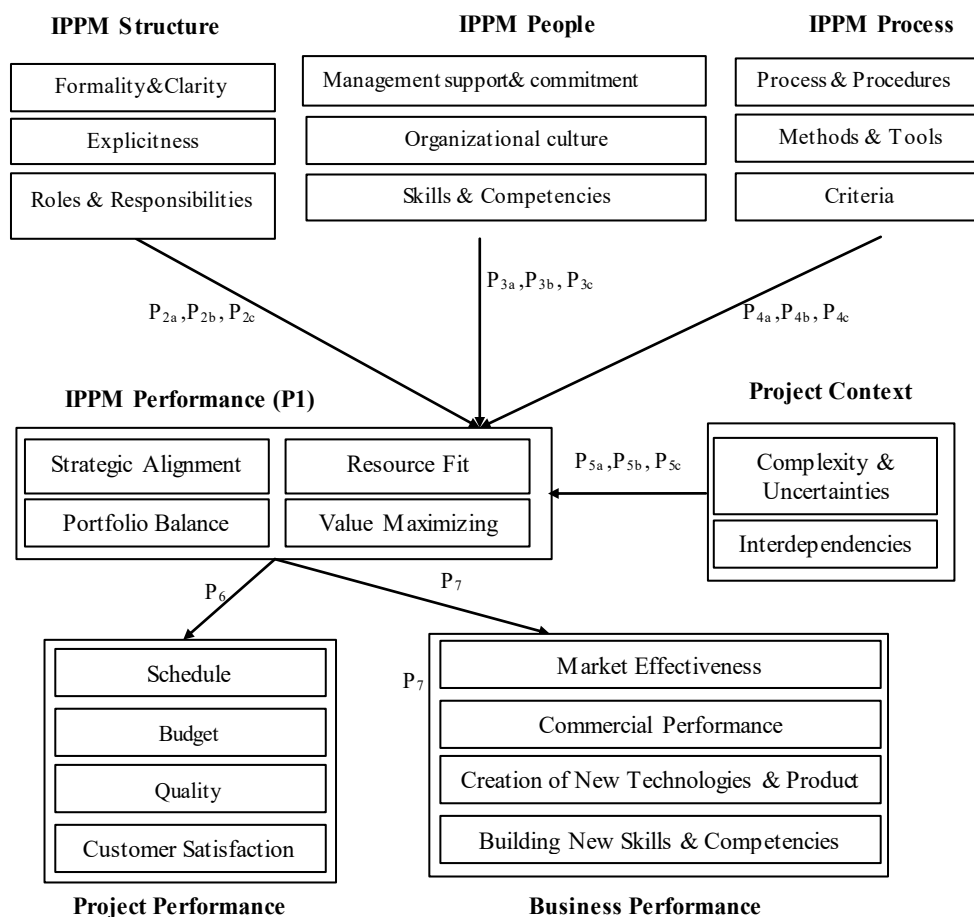 IPPM Structure
Formality&Clarity
Explicitness
Roles & Responsibilities
IPPM People
Management support& commitment
Organizational culture
Skills & Competencies
IPPM Process
Process & Procedures
Methods & Tools
Criteria
P2a ,P2b , P2c
P3a ,P3b , P3c
P4a ,P4b , P4c
IPPM Performance (P1)
Strategic Alignment
Resource Fit
Portfolio Balance
Value Maximizing
P5a ,P5b , P5c
Project Context
Complexity &
Uncertainties
Interdependencies
P6
P7
Schedule
Budget
Quality
Customer Satisfaction
Project Performance
P7
Market Effectiveness
Commercial Performance
Creation of New Technologies & Product
Building New Skills & Competencies
Business Performance